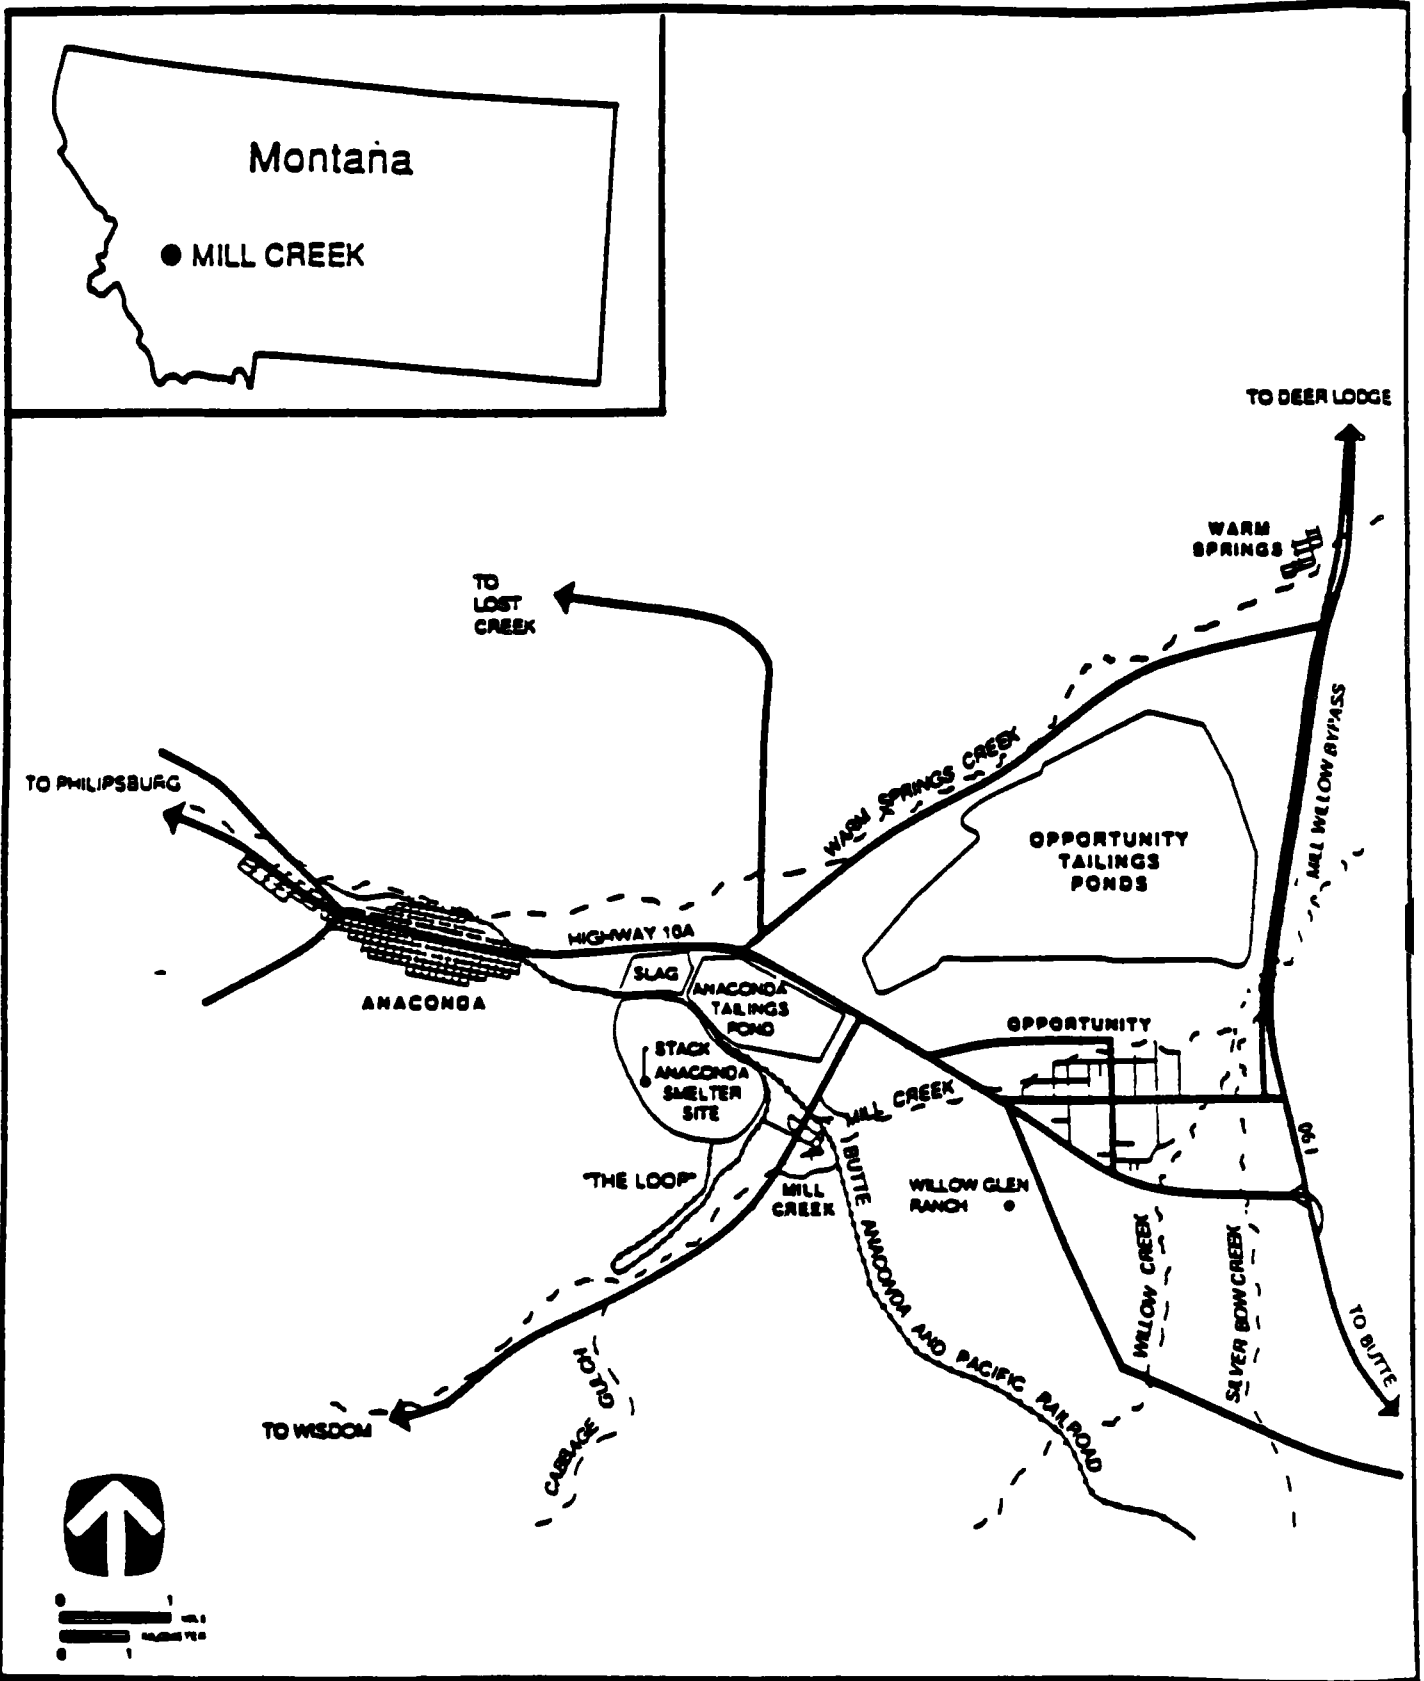 Montana
MILL CREEK
TO DEER LODGE
WARM
SPRINGS
TO
LOST
CREEK
MILL WILLOW BYPASS
WARM SPRINGS CREEK
TO PHILIPSBURG
OPPORTUNITY
TAILINGS
PONDS
HIGHWAY 10A
SLAG
ANACONDA
TAILINGS
POND
ANACONDA
OPPORTUNITY
STACK
ANACONDA
SMELTER
SITE
MILL CREEK
I 90
"THE LOOP"
MILL
CREEK
WILLOW GLEN
RANCH
BUTTE ANACONDA AND PACIFIC RAILROAD
WILLOW CREEK
SILVER BOW CREEK
TO BUTTE
CABBAGE GULCH
TO WISDOM
0 1
0 1